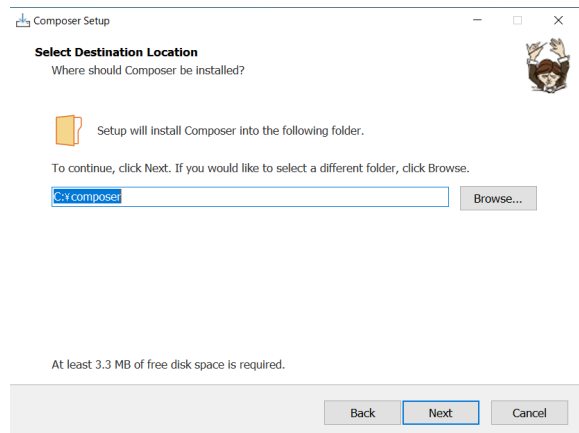 Composer Setup
Select Destination Location
Where should Composer be installed?
Setup will install Composer into the following folder.
To continue, click Next. If you would like to select a different folder, click Browse.
C:¥composer
Browse...
At least 3.3 MB of free disk space is required.
Back
Next
Cancel